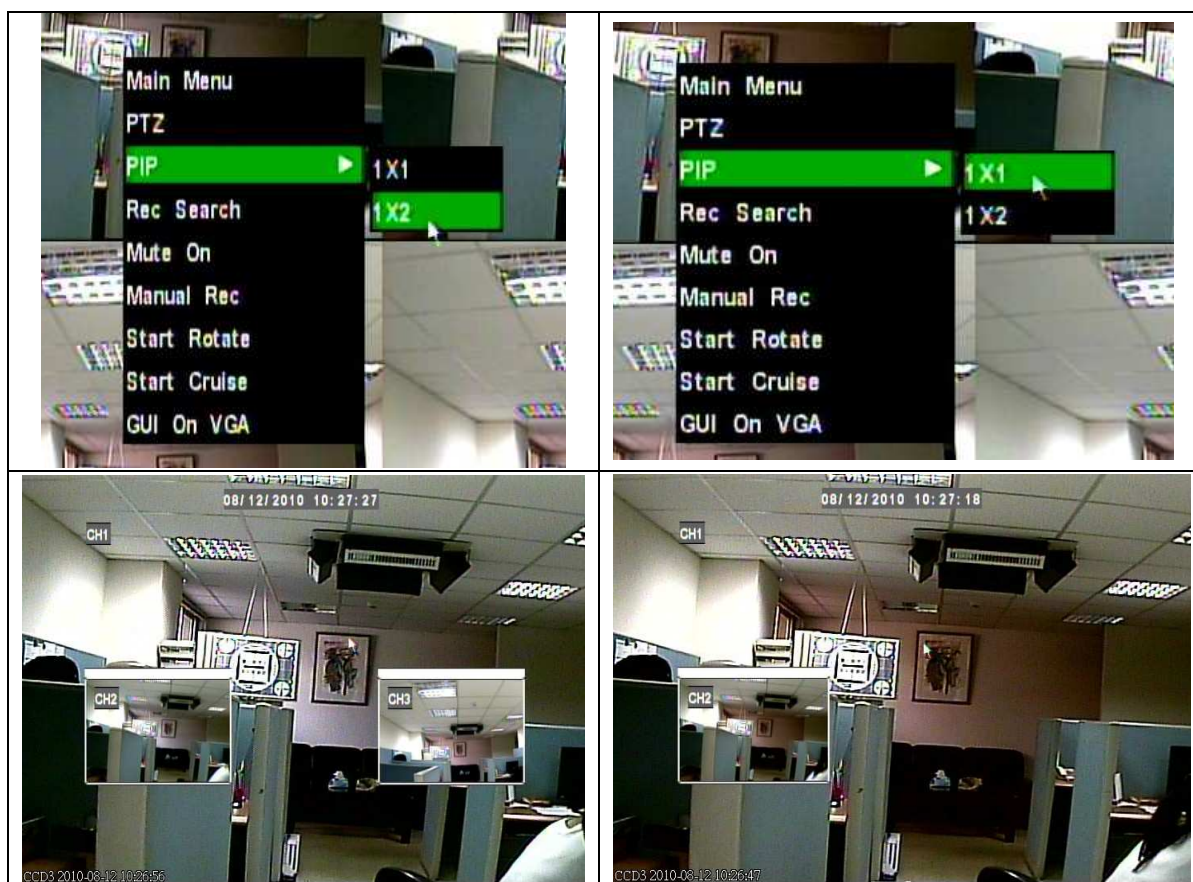 Main Menu
PTZ
PIP
1X1
1X2
Rec Search
Mute On
Manual Rec
Start Rotate
Start Cruise
GUI On VGA
Main Menu
PTZ
PIP
1X1
1X2
Rec Search
Mute On
Manual Rec
Start Rotate
Start Cruise
GUI On VGA
08/12/2010 10:27:27
CH1
CH2
CH3
CCD3 2010-08-12 10:26:56
08/12/2010 10:27:18
CH1
CH2
CCD3 2010-08-12 10:26:47